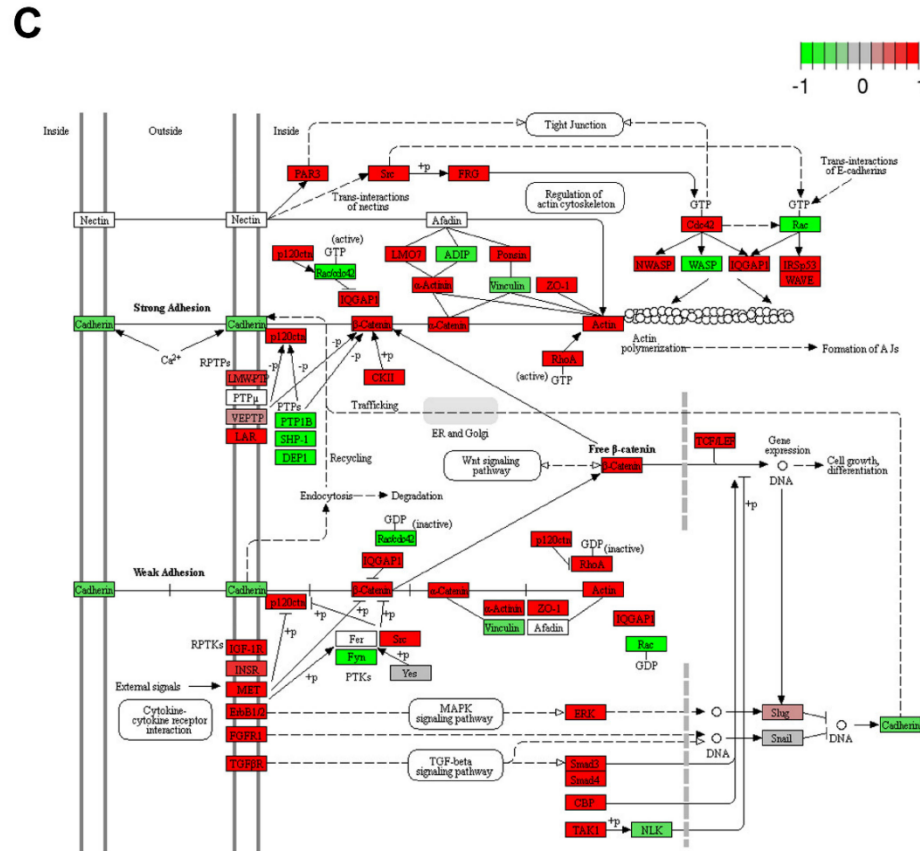 C
-1 0 1
Inside Outside Inside
Tight Junction
PAR3
Src
+p
FRG
Trans-interactions
of nectins
Trans-interactions
of E-cadherins
Regulation of
actin cytoskeleton
GTP
GTP
Nectin
Nectin
Afadin
Cdc42
Rac
p120ctn
(active)
GTP
Rac/cdc42
IQGAP1
LMO7
ADIP
Ponsin
α-Actinin
Vinculin
ZO-1
NWASP
WASP
IQGAP1
IRSp53
WAVE
Strong Adhesion
Cadherin
Cadherin
p120ctn
β-Catenin
α-Catenin
Actin
Actin
polymerization
Formation of AJs
Ca2+
RPTPs
-p
-p
-p
+p
CKII
RhoA
(active)
GTP
LMW-PTP
PTPμ
VEPTP
LAR
PTPs
PTP1B
SHP-1
DEP1
Trafficking
ER and Golgi
Recycling
Wnt signaling
pathway
Free β-catenin
β-Catenin
TCF/LEF
Gene
expression
DNA
Cell growth,
differentiation
+p
Endocytosis
Degradation
GDP
(inactive)
Rac/cdc42
IQGAP1
p120ctn
GDP
(inactive)
RhoA
Weak Adhesion
Cadherin
Cadherin
p120ctn
β-Catenin
α-Catenin
Actin
+p
+p
+p
α-Actinin
ZO-1
Vinculin
Afadin
IQGAP1
Rac
GDP
RPTKs
IGF-1R
INSR
MET
ErbB1/2
FGFR1
TGFβR
Fer
Src
Fyn
+p
+p
Yes
PTKs
External signals
Cytokine-
cytokine receptor
interaction
MAPK
signaling pathway
ERK
TGF-beta
signaling pathway
DNA
Slug
Snail
DNA
Cadherin
Smad3
Smad4
CBP
TAK1
+p
NLK